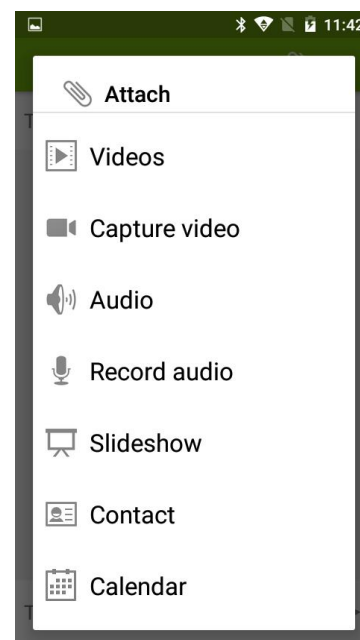 11:42
Attach
Videos
Capture video
Audio
Record audio
Slideshow
Contact
Calendar